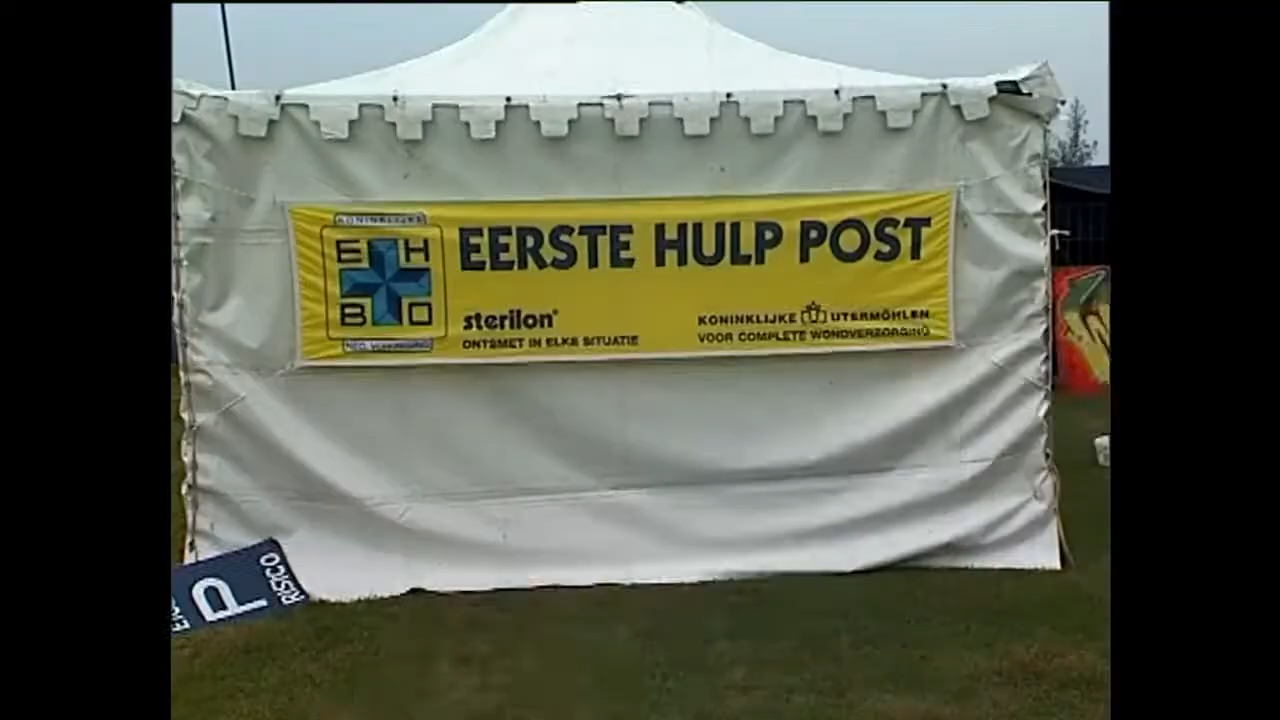 KONINKLIJKE
E H
B O
EERSTE HULP POST
sterilon®
ONTSMET IN ELKE SITUATIE
KONINKLIJKE UTERMÖHLEN
VOOR COMPLETE WONDVERZORGING
P
RISICO